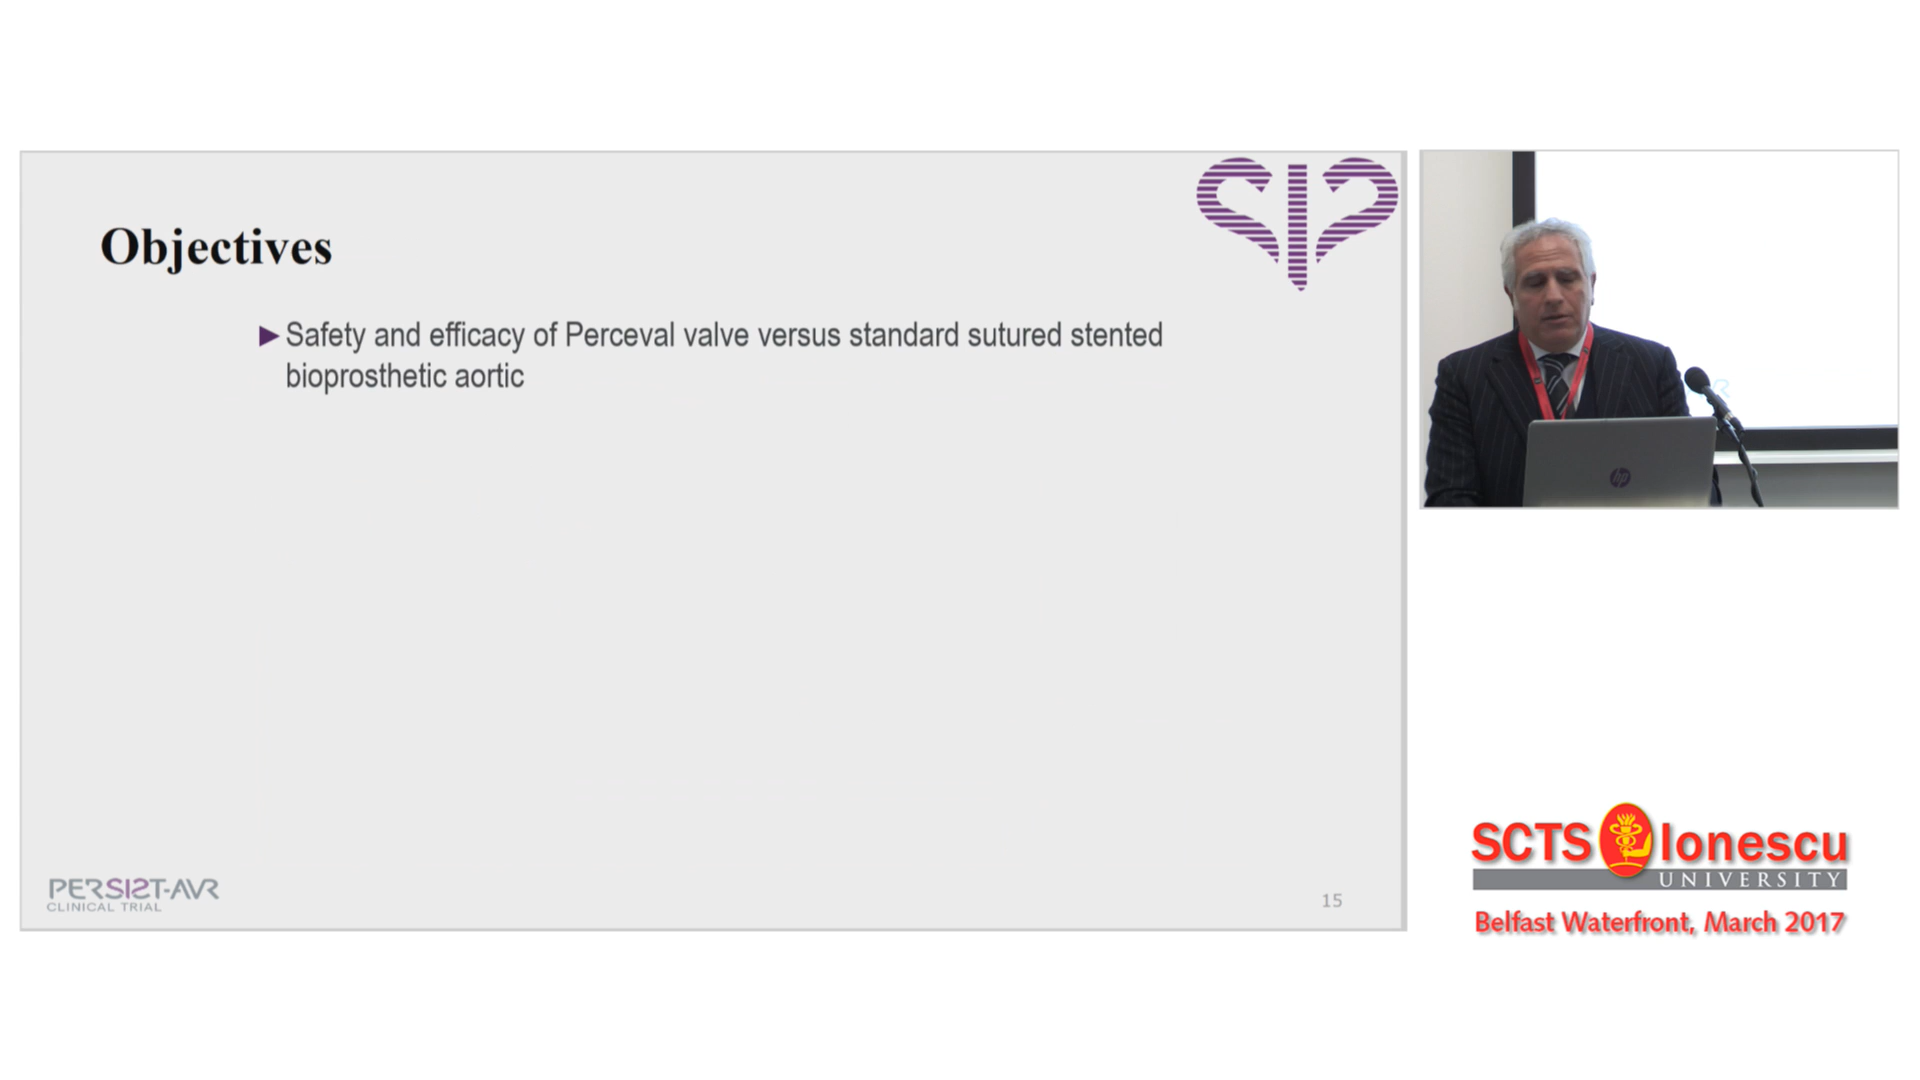 Objectives
Safety and efficacy of Perceval valve versus standard sutured stented
bioprosthetic aortic
PERSIST-AVR
CLINICAL TRIAL
15
hp
SCTS Ionescu
UNIVERSITY
Belfast Waterfront, March 2017